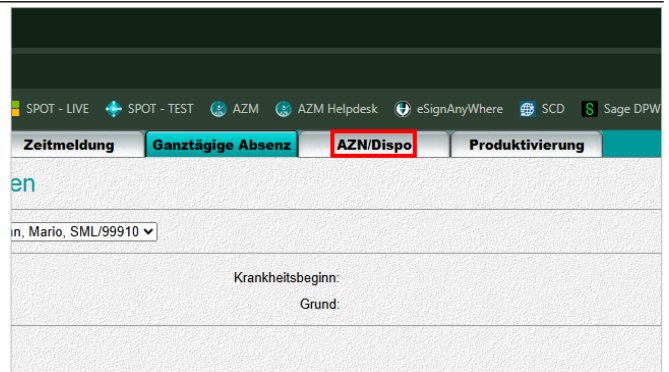 SPOT - LIVE SPOT - TEST AZM AZM Helpdesk eSignAnyWhere SCD Sage DPW
Zeitmeldung Ganztägige Absenz AZN/Dispo Produktivierung
en
n, Mario, SML/99910
Krankheitsbeginn:
Grund: